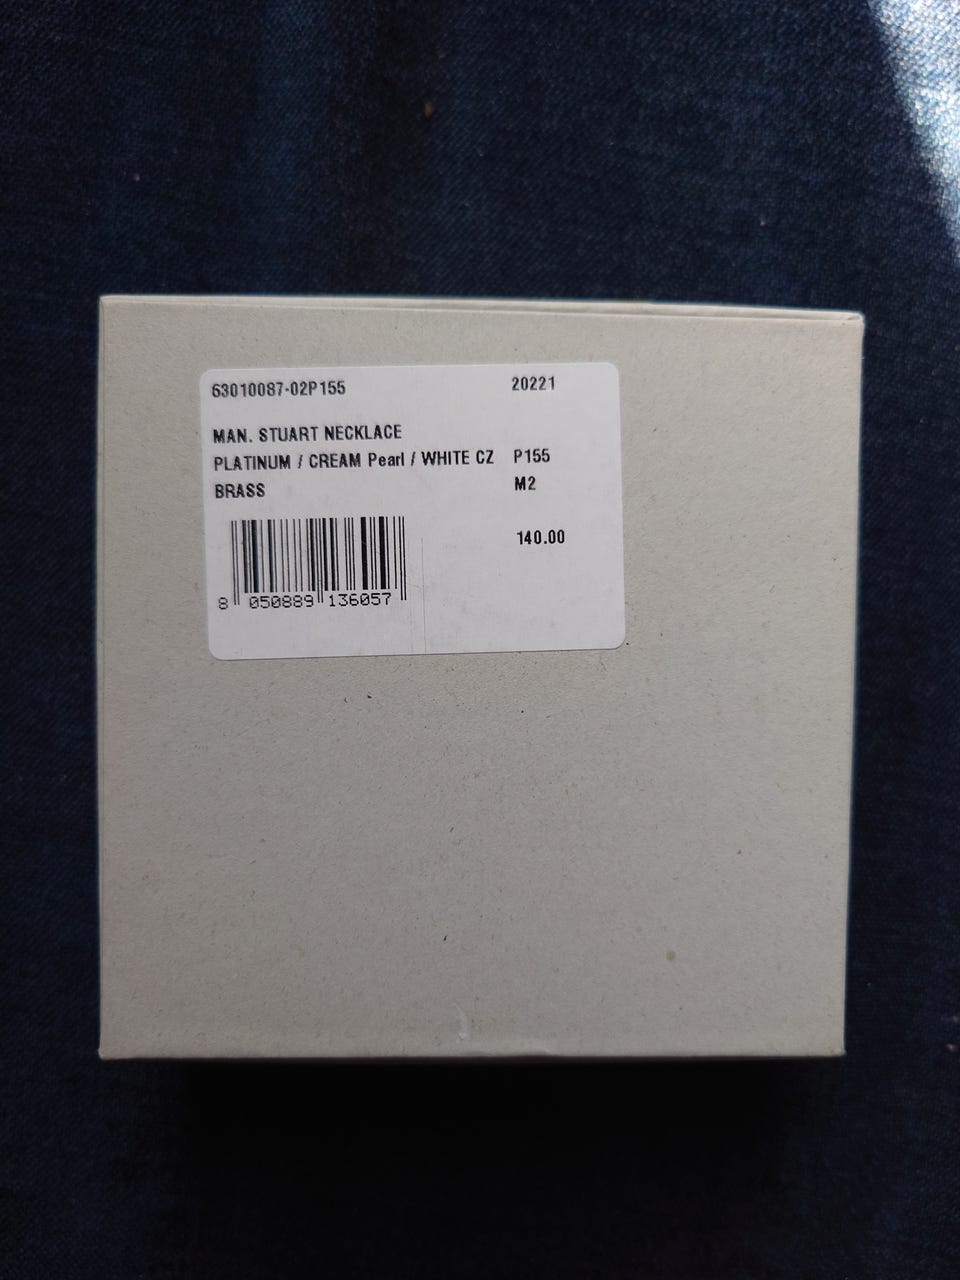 63010087-02P155 20221
MAN. STUART NECKLACE
PLATINUM / CREAM Pearl / WHITE CZ P155
BRASS M2
140.00
8 050889 136057